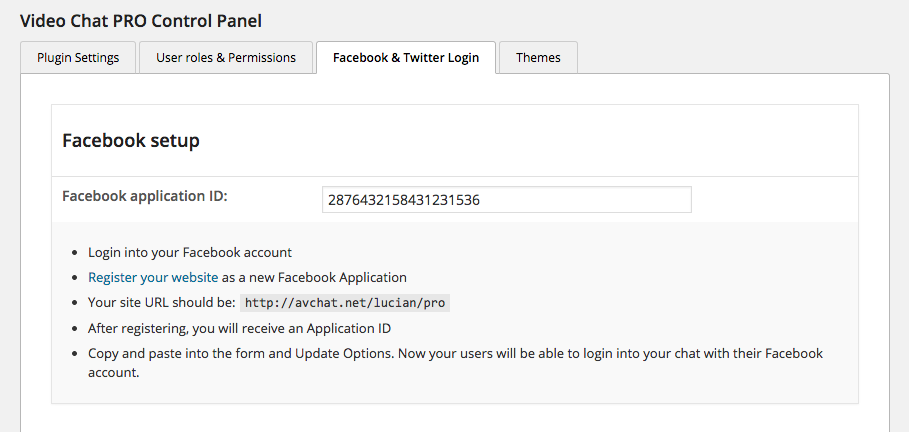 Video Chat PRO Control Panel
Plugin Settings
User roles & Permissions
Facebook & Twitter Login
Themes
Facebook setup
Facebook application ID:
2876432158431231536
Login into your Facebook account
Register your website as a new Facebook Application
Your site URL should be: http://avchat.net/lucian/pro
After registering, you will receive an Application ID
Copy and paste into the form and Update Options. Now your users will be able to login into your chat with their Facebook
account.